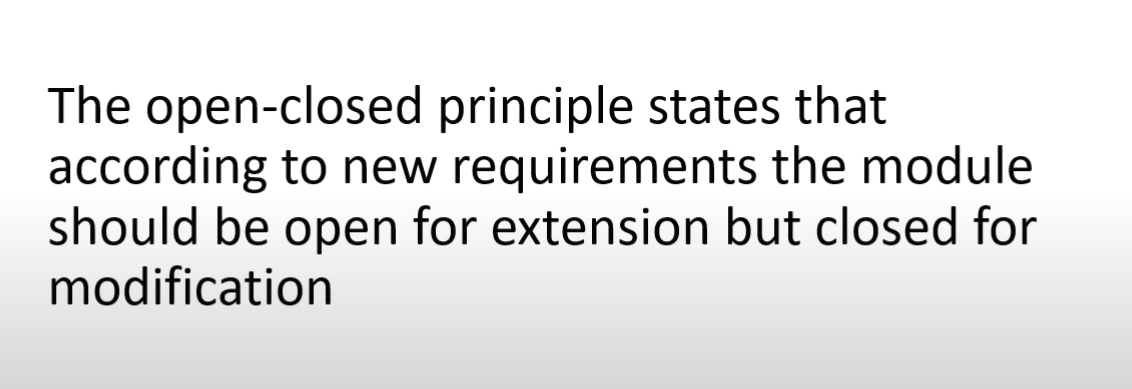 The open-closed principle states that
according to new requirements the module
should be open for extension but closed for
modification